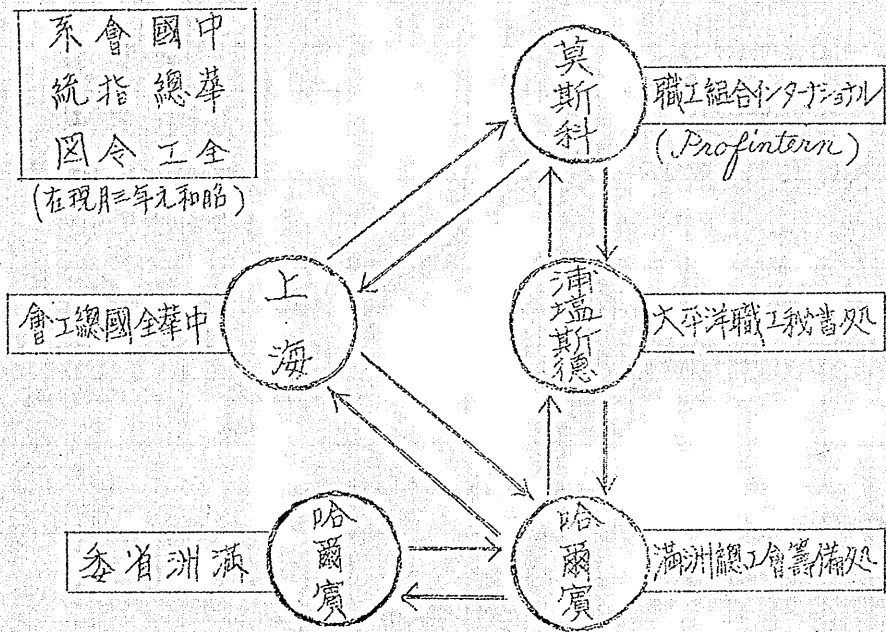 中華全
國總工
會指令
系統図
(昭和元年三月現在)
莫斯科
職工組合インターナショナル
(Profintern)
上海
中華全國總工會
浦塩斯德
太平洋職工秘書処
哈爾賓
滿洲省委
哈爾賓
滿洲總工會籌備処